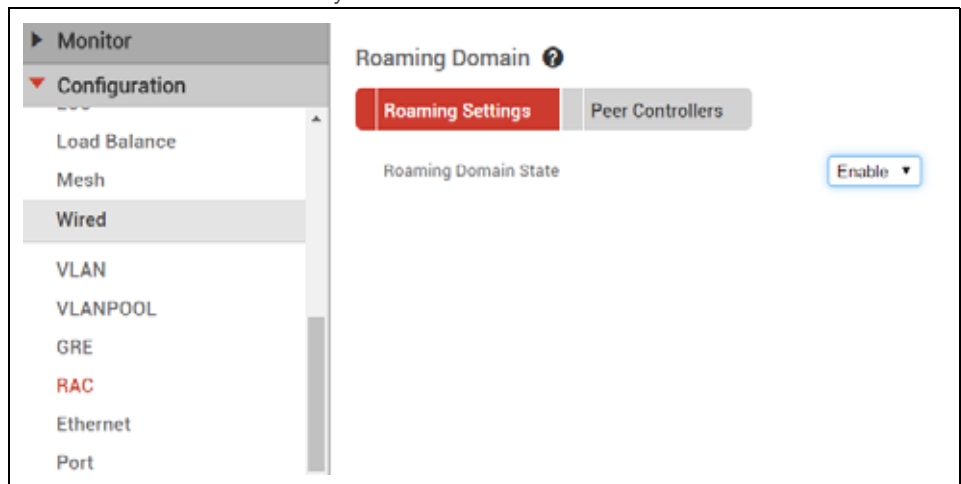 Monitor
Configuration
Load Balance
Mesh
Wired
VLAN
VLANPOOL
GRE
RAC
Ethernet
Port
Roaming Domain ?
Roaming Settings
Peer Controllers
Roaming Domain State
Enable